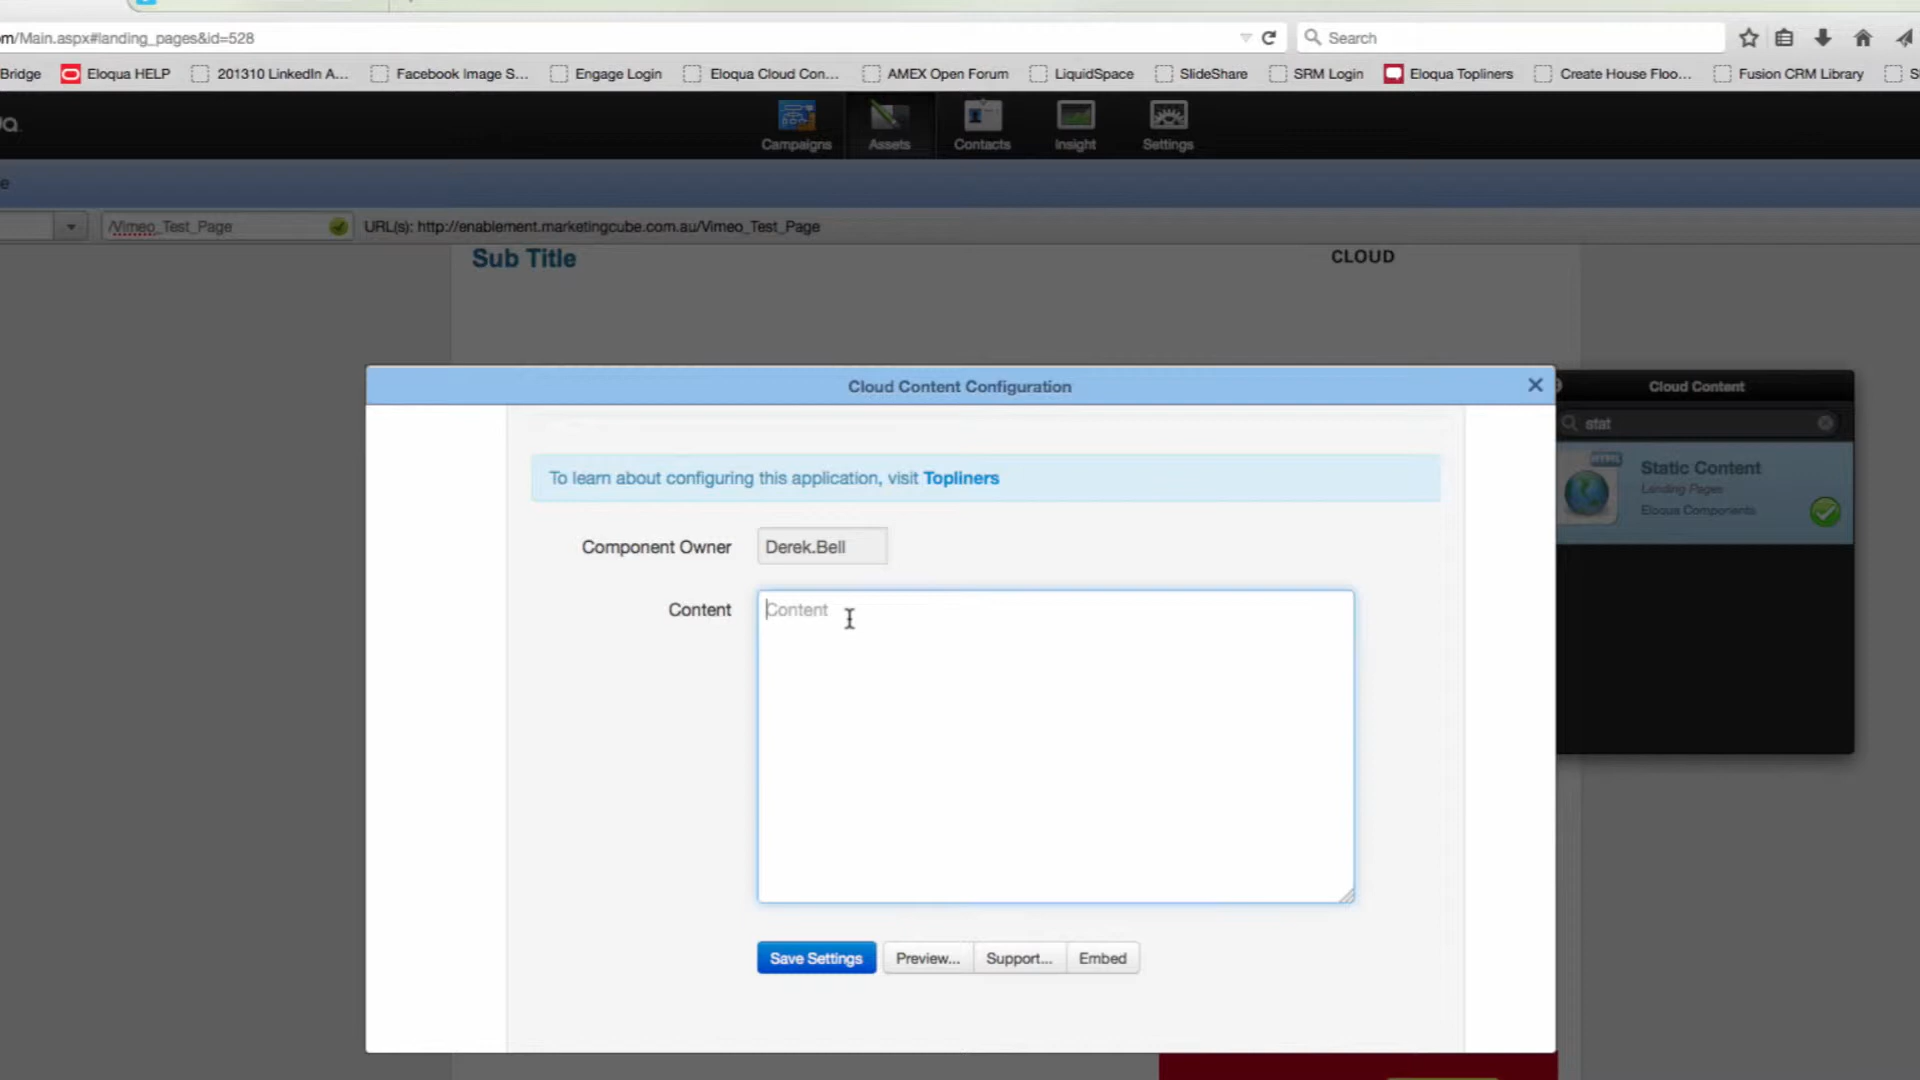 m/Main.aspx#landing_pages&id=528
Search
Bridge
Eloqua HELP
201310 LinkedIn A...
Facebook Image S...
Engage Login
Eloqua Cloud Con...
AMEX Open Forum
LiquidSpace
SlideShare
SRM Login
Eloqua Topliners
Create House Floo...
Fusion CRM Library
Campaigns
Assets
Contacts
Insight
Settings
/Vimeo_Test_Page
URL(s): http://enablement.marketingcube.com.au/Vimeo_Test_Page
Sub Title
CLOUD
Cloud Content Configuration
Cloud Content
stat
To learn about configuring this application, visit Topliners
Static Content
Landing Pages
Eloqua Components
Component Owner
Derek.Bell
Content
Content
Save Settings
Preview...
Support...
Embed